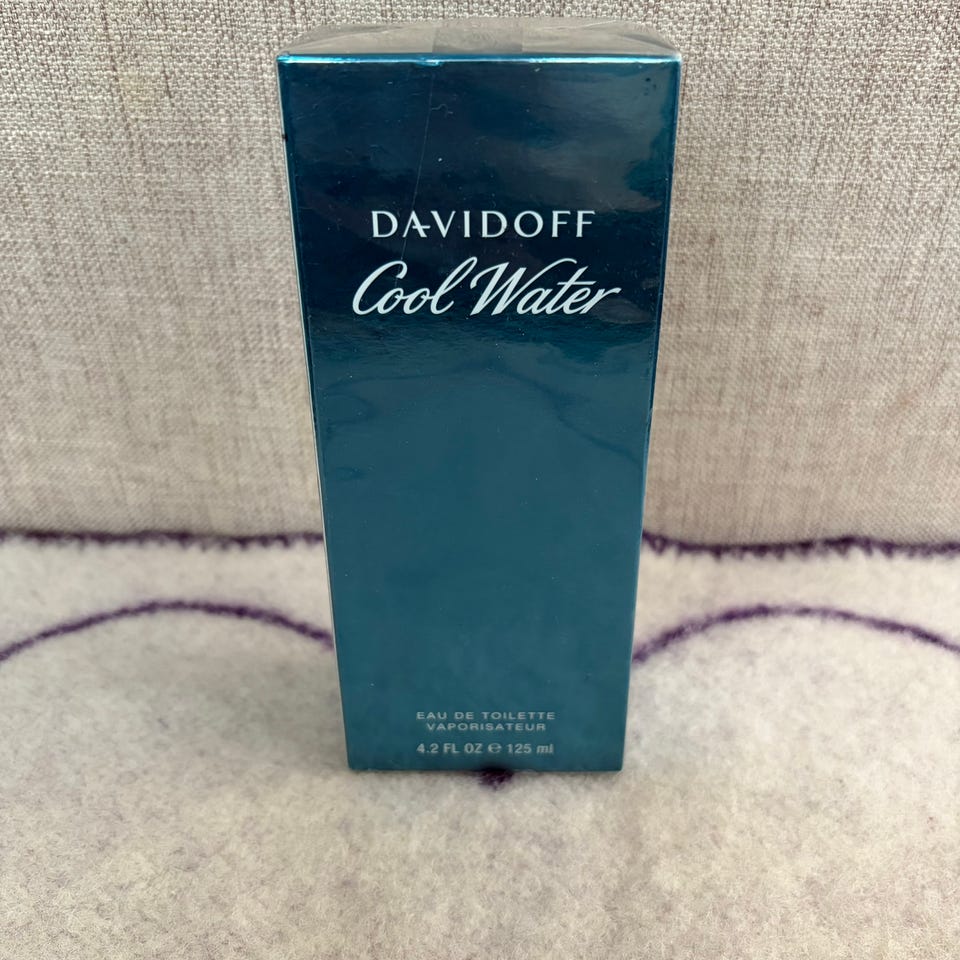 DAVIDOFF
Cool Water
EAU DE TOILETTE
VAPORISATEUR
4.2 FL OZ ℮ 125 ml